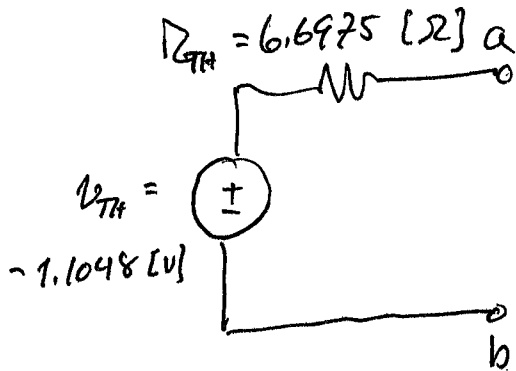 R_TH = 6.6975 [Ω] a
v_TH =
+
-
-1.1048 [V]
b